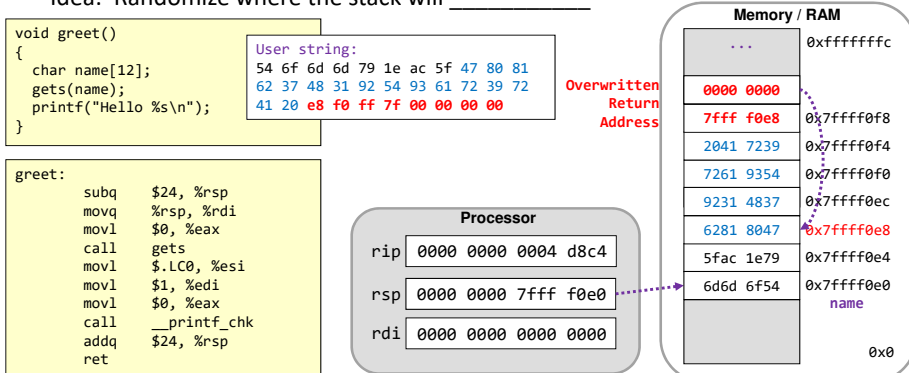 idea: Randomize where the stack will ____________
void greet()
{
char name[12];
gets(name);
printf("Hello %s\n");
}
User string:
54 6f 6d 6d 79 1e ac 5f 47 80 81
62 37 48 31 92 54 93 61 72 39 72
41 20 e8 f0 ff 7f 00 00 00 00
greet:
subq $24, %rsp
movq %rsp, %rdi
movl $0, %eax
call gets
movl $.LC0, %esi
movl $1, %edi
movl $0, %eax
call __printf_chk
addq $24, %rsp
ret
Processor
rip 0000 0000 0004 d8c4
rsp 0000 0000 7fff f0e0
rdi 0000 0000 0000 0000
Overwritten
Return
Address
Memory / RAM
... 0xfffffffc
0000 0000
7fff f0e8 0x7ffff0f8
2041 7239 0x7ffff0f4
7261 9354 0x7ffff0f0
9231 4837 0x7ffff0ec
6281 8047 0x7ffff0e8
5fac 1e79 0x7ffff0e4
6d6d 6f54 0x7ffff0e0
name
0x0